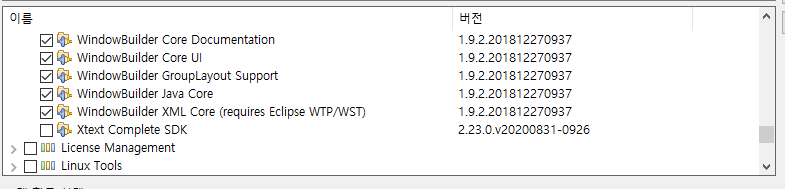 이름 버전
WindowBuilder Core Documentation 1.9.2.201812270937
WindowBuilder Core UI 1.9.2.201812270937
WindowBuilder GroupLayout Support 1.9.2.201812270937
WindowBuilder Java Core 1.9.2.201812270937
WindowBuilder XML Core (requires Eclipse WTP/WST) 1.9.2.201812270937
Xtext Complete SDK 2.23.0.v20200831-0926
License Management
Linux Tools